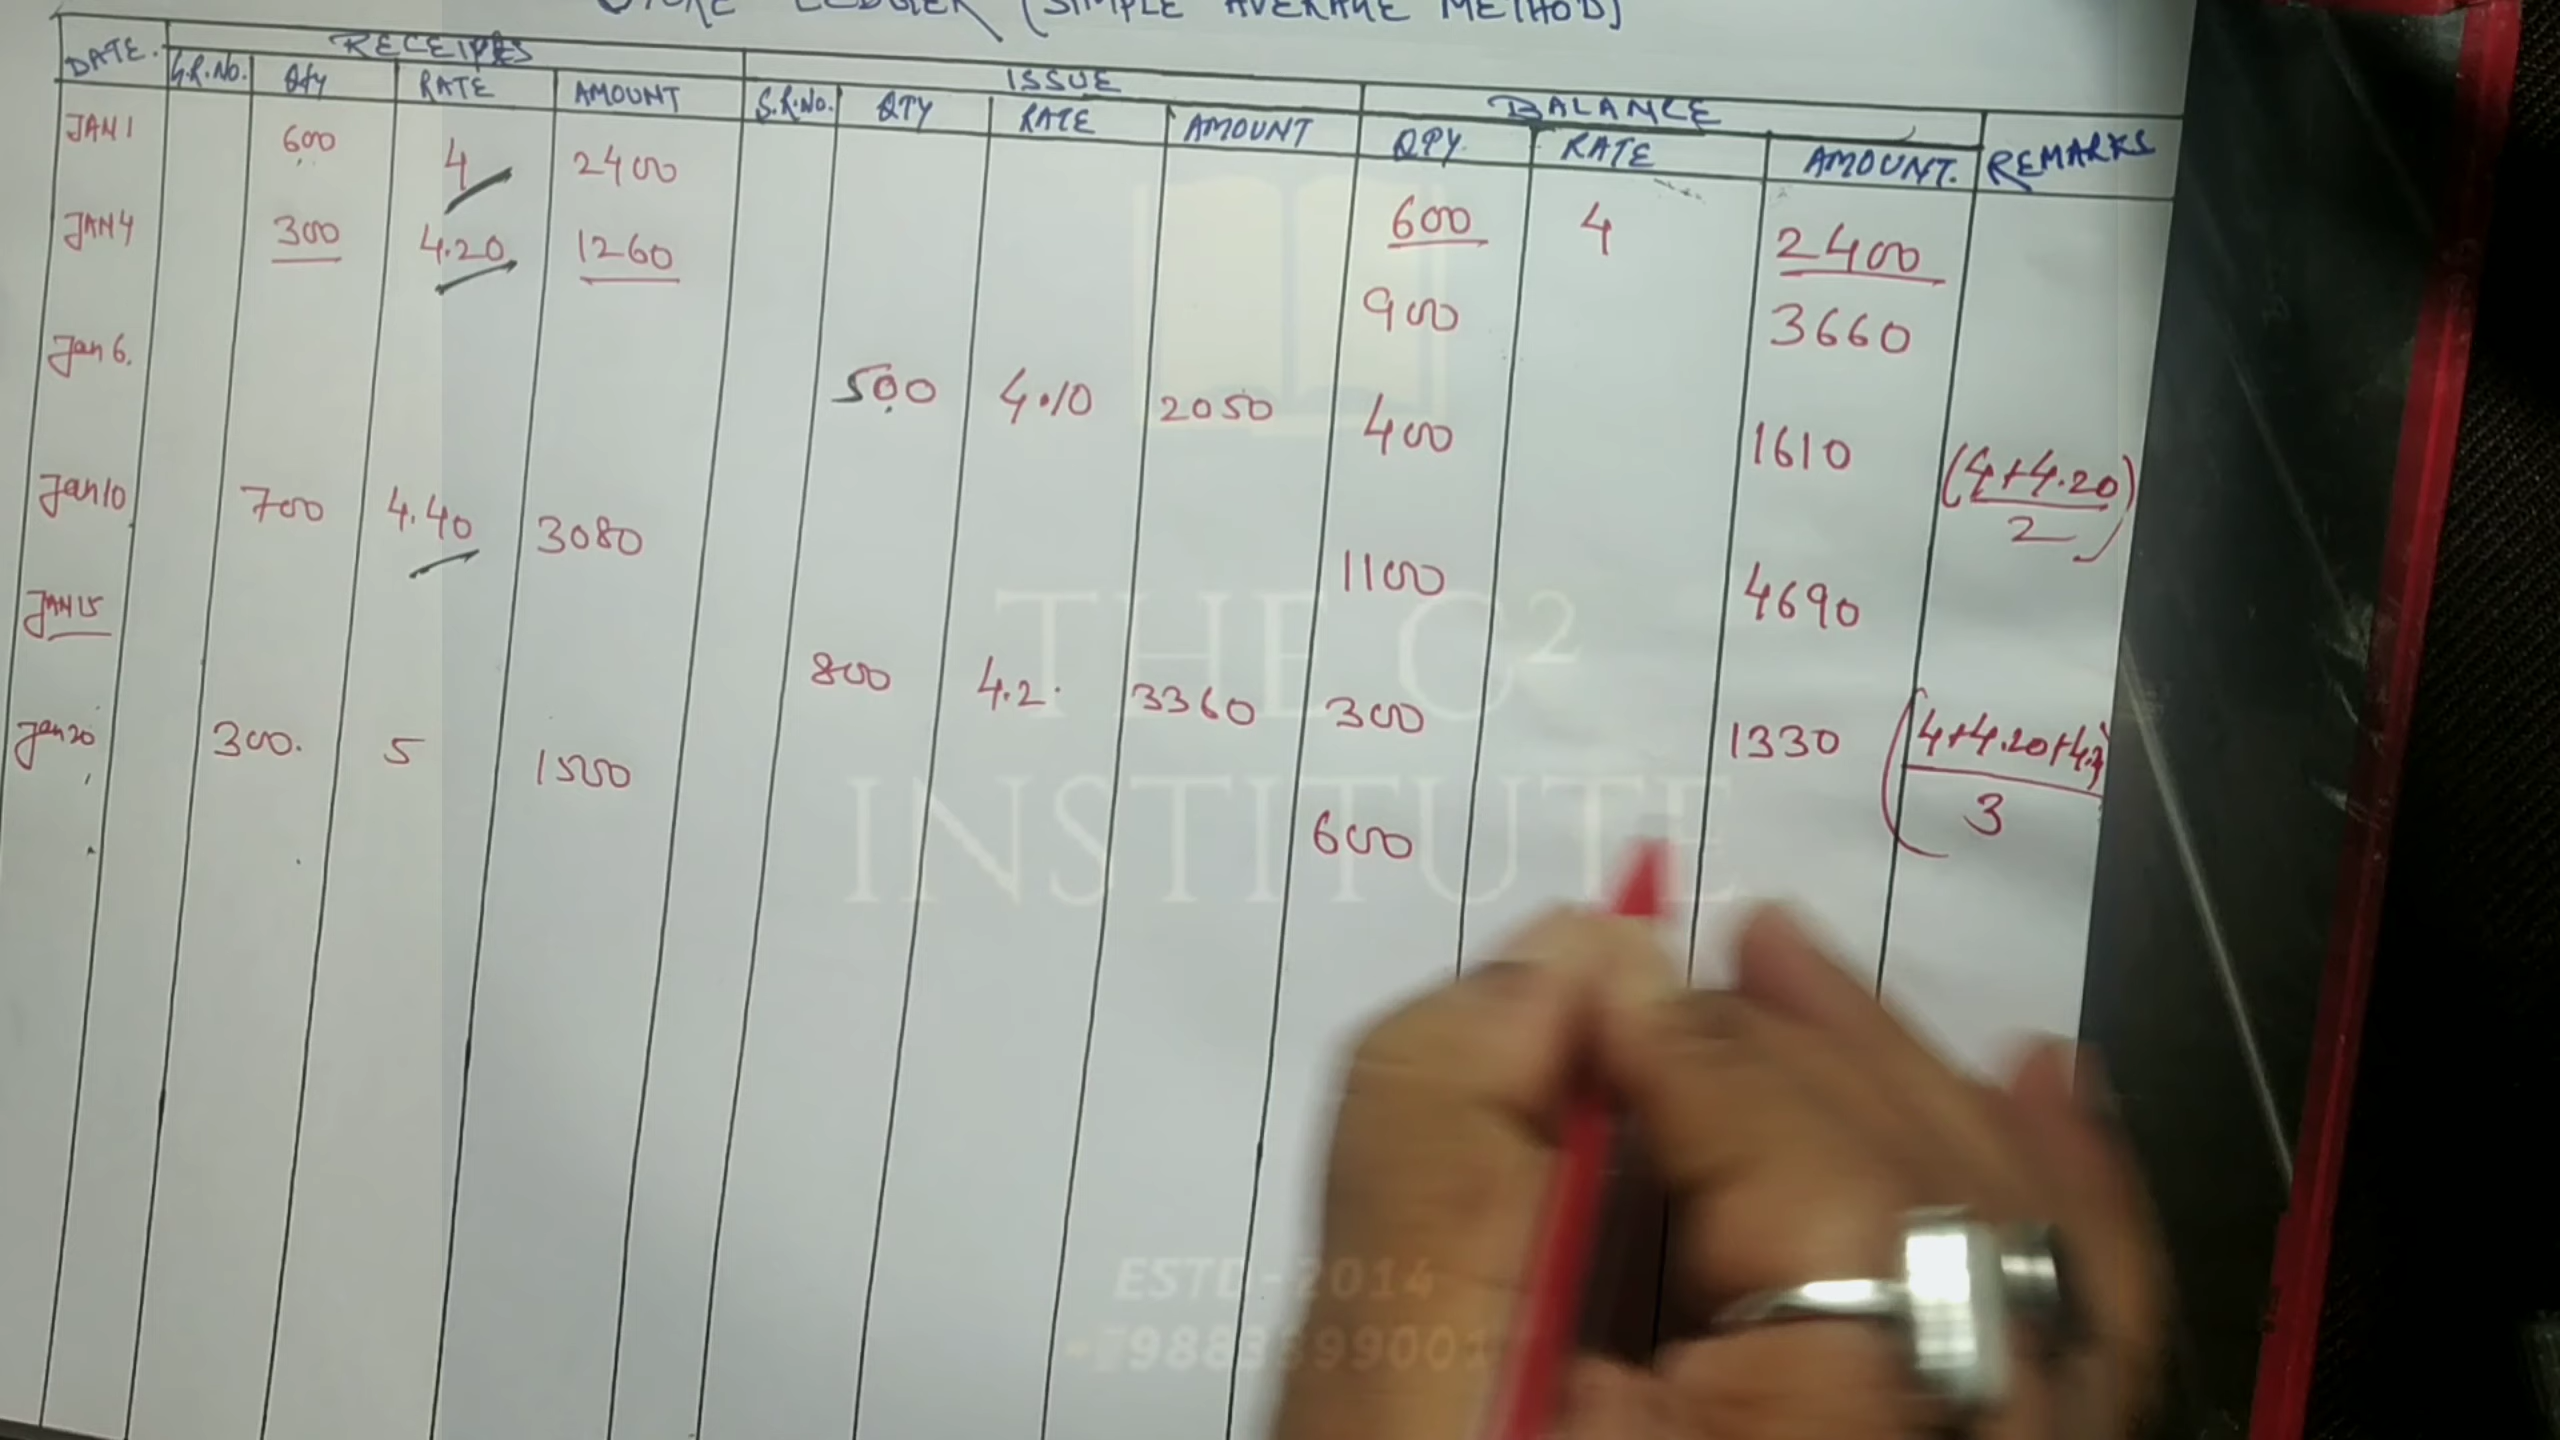 STORE LEDGER (SIMPLE AVERAGE METHOD)
DATE. RECEIPTS ISSUE BALANCE REMARKS
G.R.No. Qty RATE AMOUNT S.R.No. QTY RATE AMOUNT QTY. RATE AMOUNT.
JAN 1 600 4 2400 600 4 2400
JAN 4 300 4.20 1260 900 3660
Jan 6. 500 4.10 2050 400 1610 (4+4.20)
2
Jan 10 700 4.40 3080 1100 4690
JAN 15 800 4.2. 3360 300 1330 (4+4.20+4.
3
Jan 20 300. 5 1500 600
THE C²
INSTITUTE
ESTD-2014